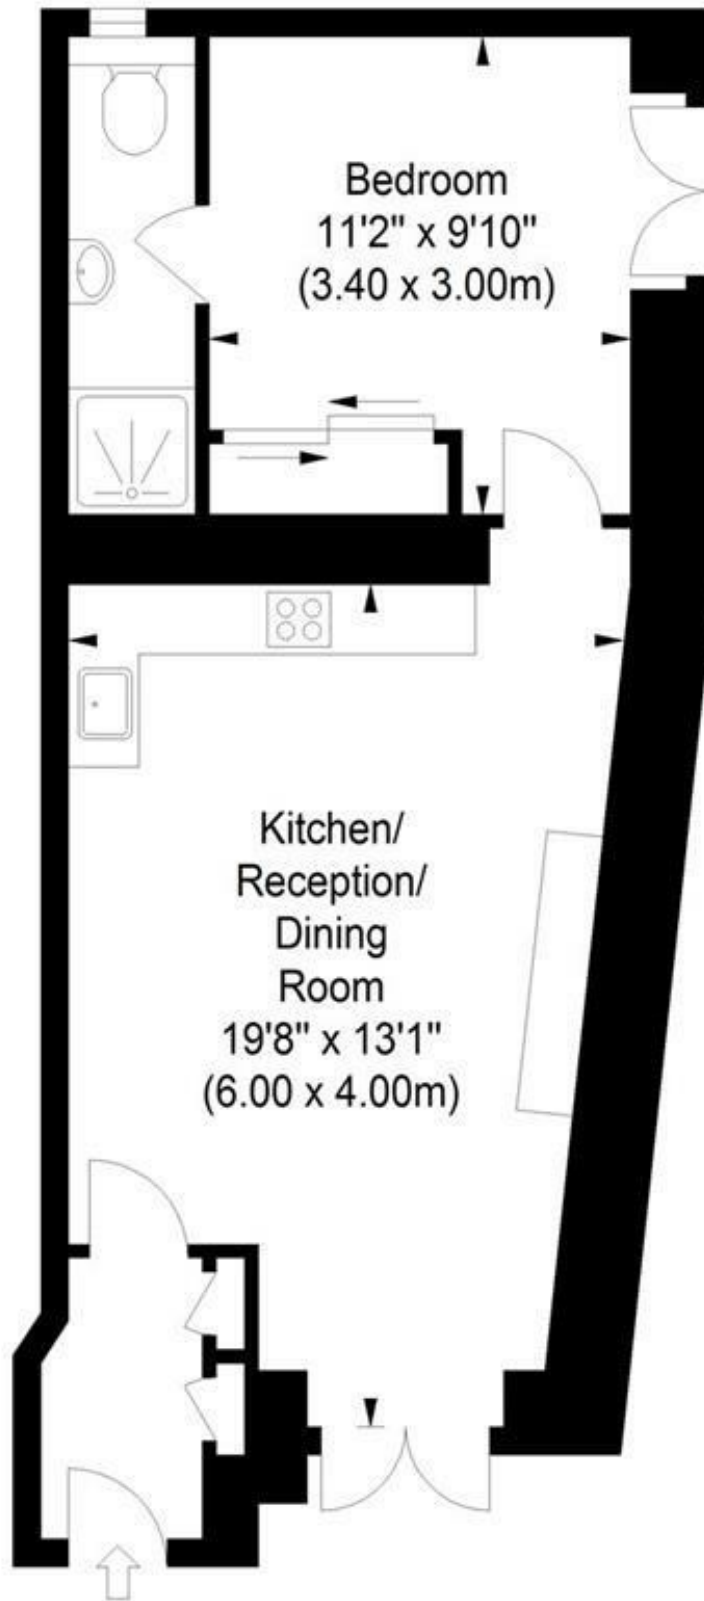 Bedroom
11'2" x 9'10"
(3.40 x 3.00m)
Kitchen/
Reception/
Dining
Room
19'8" x 13'1"
(6.00 x 4.00m)